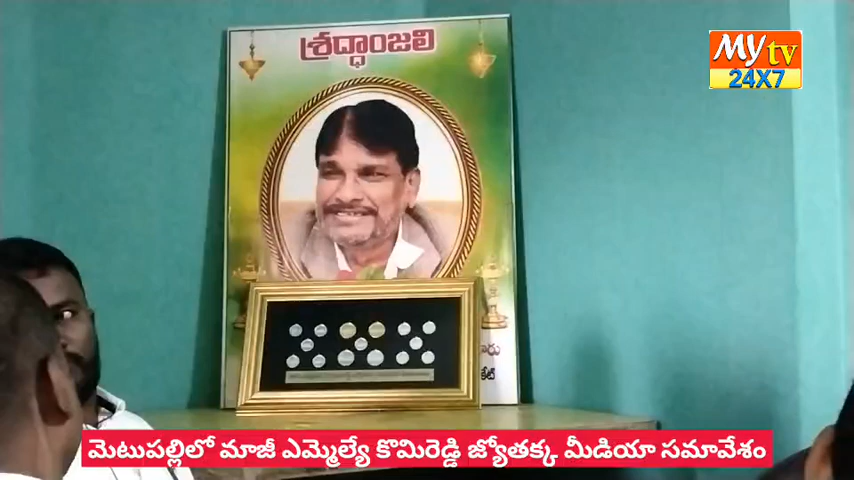 శ్రద్ధాంజలి
My tv
24X7
మెటుపల్లిలో మాజీ ఎమ్మెల్యే కొమిరెడ్డి జ్యోతక్క మీడియా సమావేశం